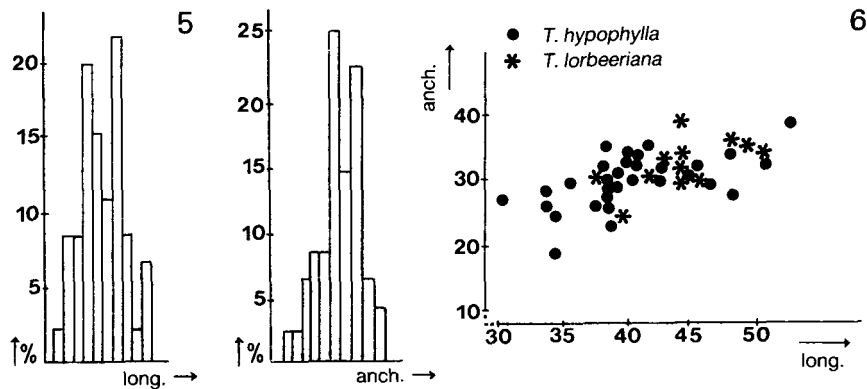 5
20
15
10
5
↑%
long. →
25
20
15
10
5
↑%
anch. →
6
● T. hypophylla
* T. lorbeeriana
anch. ↑
40
30
20
10
30 35 40 45 50
long. →